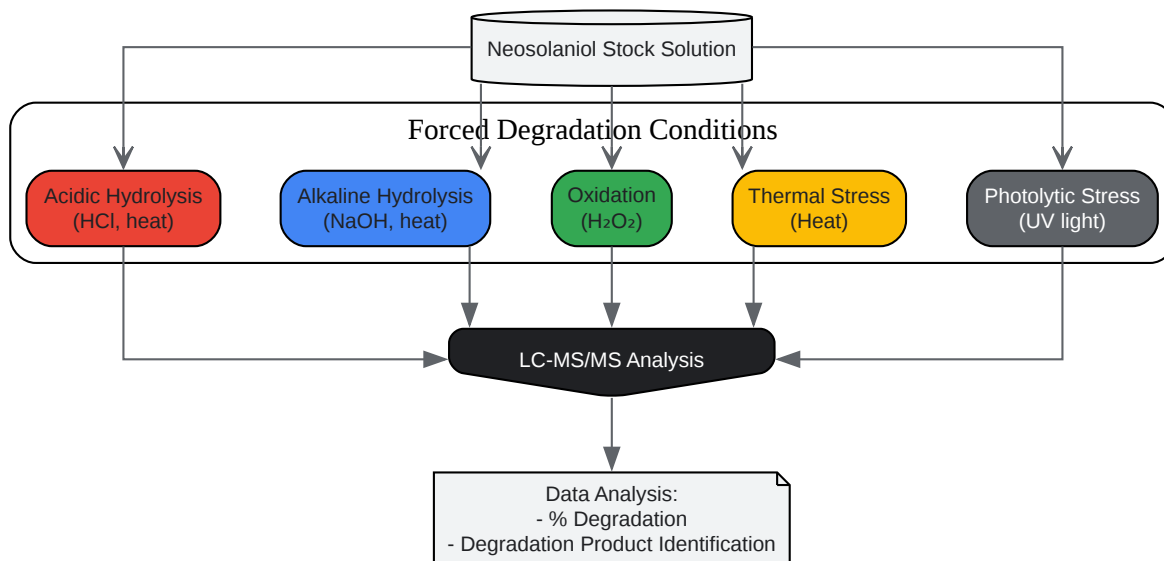 Neosolaniol Stock Solution
Forced Degradation Conditions
Acidic Hydrolysis
(HCl, heat)
Alkaline Hydrolysis
(NaOH, heat)
Oxidation
(H₂O₂)
Thermal Stress
(Heat)
Photolytic Stress
(UV light)
LC-MS/MS Analysis
Data Analysis:
- % Degradation
- Degradation Product Identification